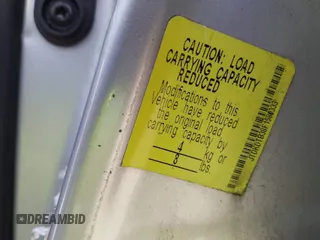 CAUTION: LOAD
CARRYING CAPACITY
REDUCED
Modifications to this
Vehicle have reduced
the original load
carrying capacity by
4 kg or
8 lbs.
DREAMBID